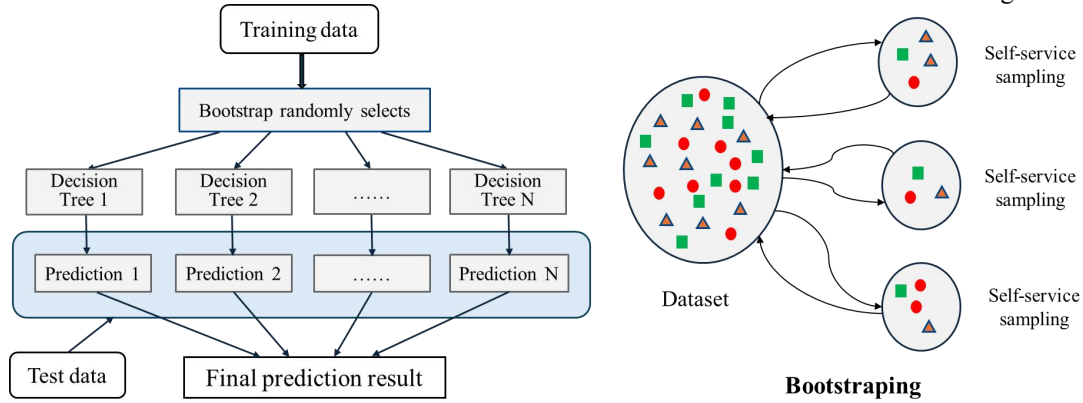 Training data
Bootstrap randomly selects
Decision
Tree 1
Decision
Tree 2
……
Decision
Tree N
Prediction 1
Prediction 2
……
Prediction N
Test data
Final prediction result
Dataset
Self-service
sampling
Self-service
sampling
Self-service
sampling
Bootstraping